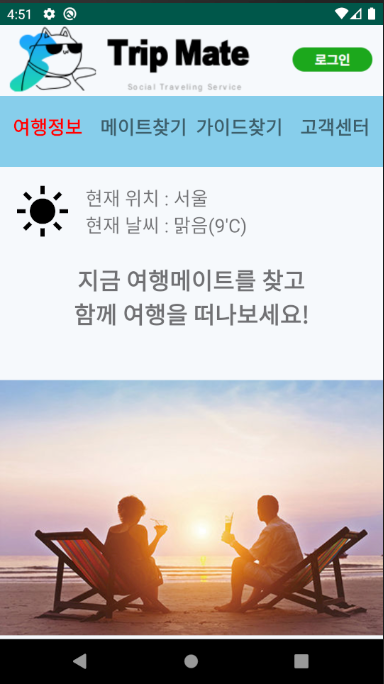 4:51
Trip Mate
로그인
Social Traveling Service
여행정보 메이트찾기 가이드찾기 고객센터
현재 위치 : 서울
현재 날씨 : 맑음(9'C)
지금 여행메이트를 찾고
함께 여행을 떠나보세요!